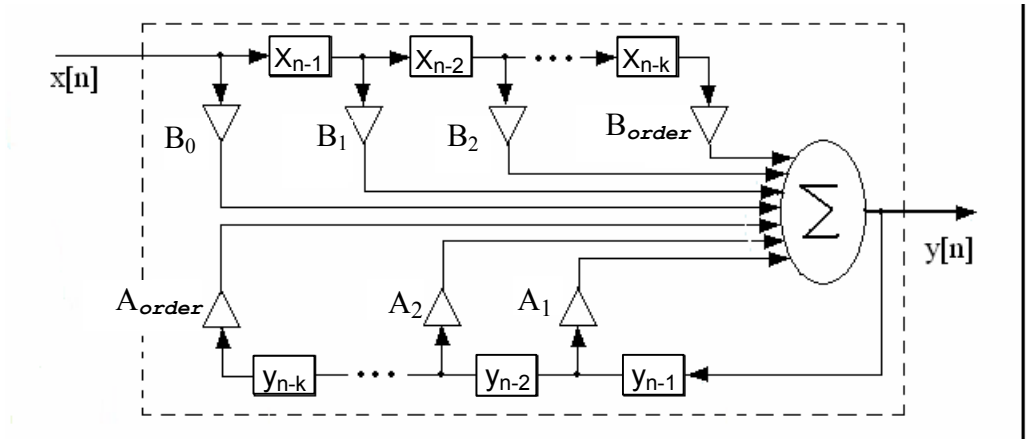 x[n]
Xn-1
Xn-2
...
Xn-k
B0
B1
B2
Border
Σ
y[n]
Aorder
A2
A1
yn-k
...
yn-2
yn-1